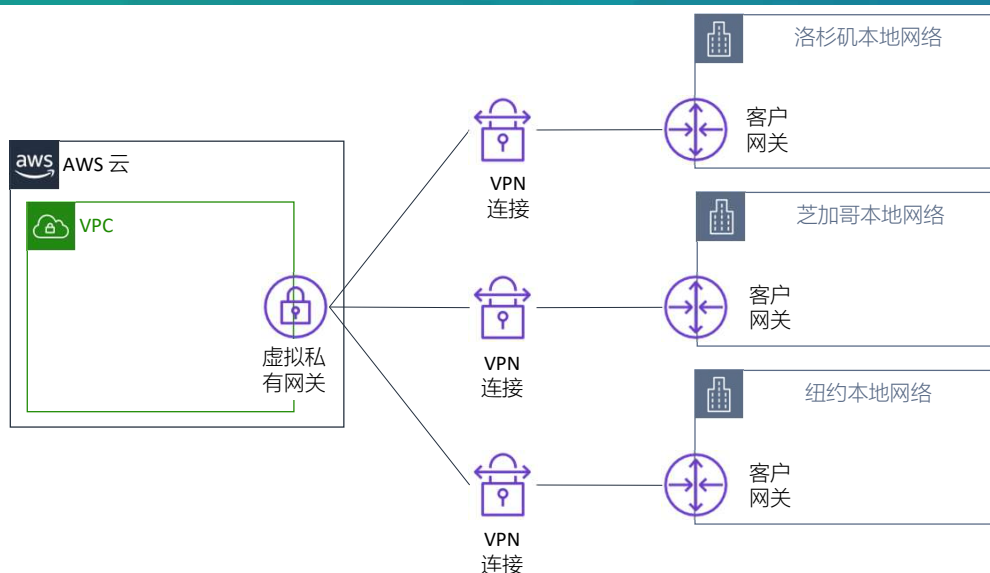 洛杉矶本地网络
客户
网关
VPN
连接
aws
AWS 云
VPC
虚拟私
有网关
芝加哥本地网络
客户
网关
VPN
连接
纽约本地网络
客户
网关
VPN
连接